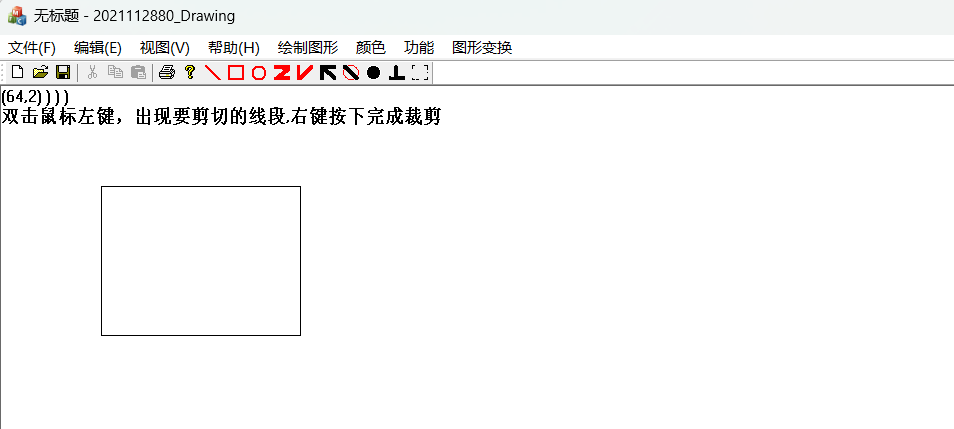 无标题 - 2021112880_Drawing
文件(F) 编辑(E) 视图(V) 帮助(H) 绘制图形 颜色 功能 图形变换
(64,2) ) ) )
双击鼠标左键，出现要剪切的线段,右键按下完成裁剪